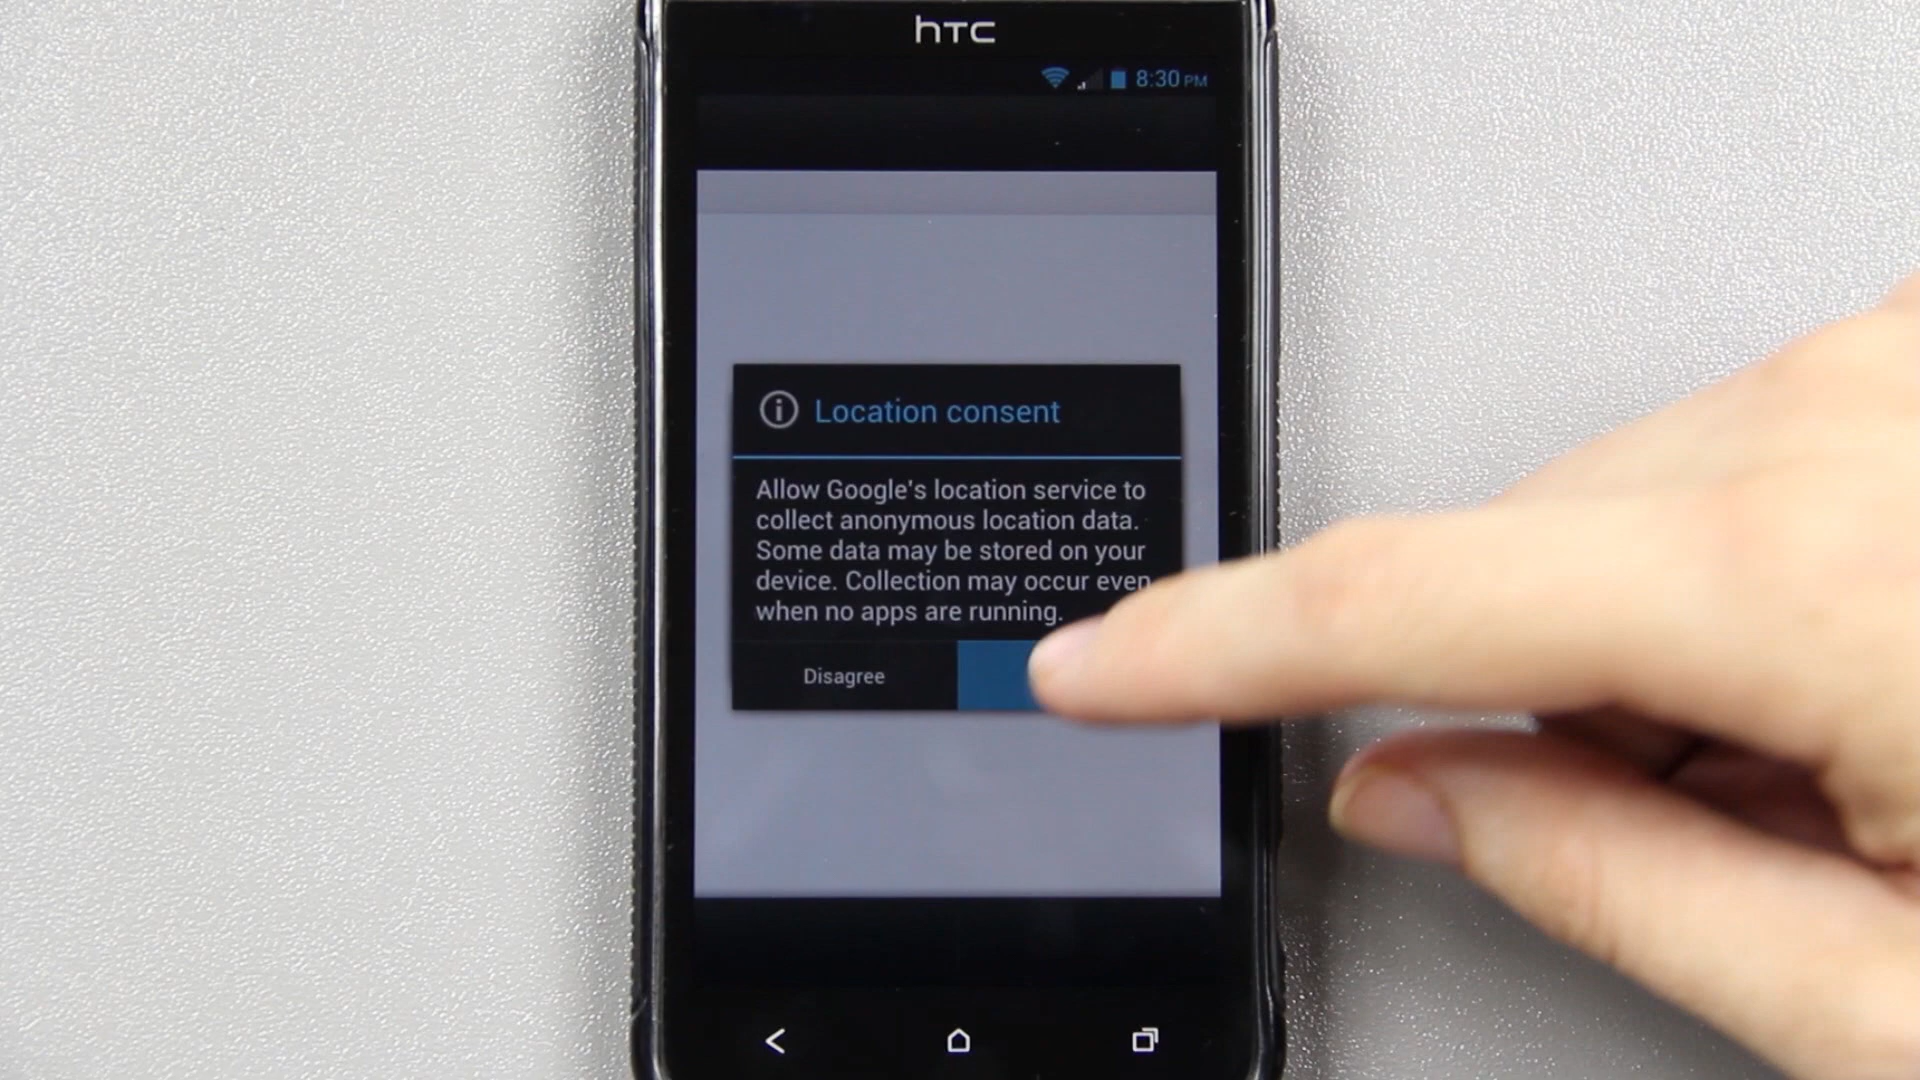 hTC
8:30 PM
Location consent
Allow Google's location service to
collect anonymous location data.
Some data may be stored on your
device. Collection may occur even
when no apps are running.
Disagree